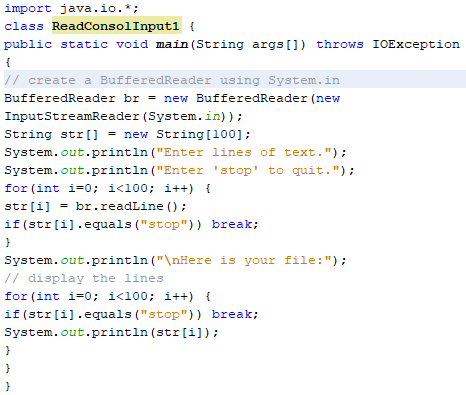 import java.io.*;
class ReadConsolInput1 {
public static void main(String args[]) throws IOException
{
// create a BufferedReader using System.in
BufferedReader br = new BufferedReader(new
InputStreamReader(System.in));
String str[] = new String[100];
System.out.println("Enter lines of text.");
System.out.println("Enter 'stop' to quit.");
for(int i=0; i<100; i++) {
str[i] = br.readLine();
if(str[i].equals("stop")) break;
}
System.out.println("\nHere is your file:");
// display the lines
for(int i=0; i<100; i++) {
if(str[i].equals("stop")) break;
System.out.println(str[i]);
}
}
}